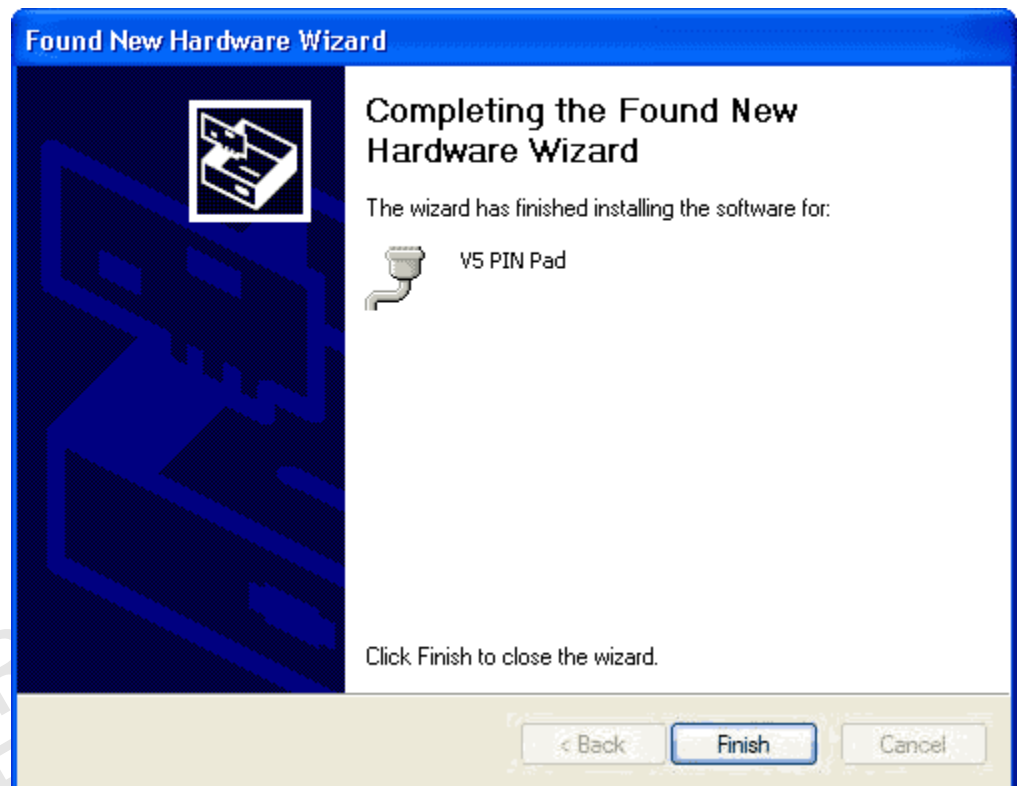 Found New Hardware Wizard
Completing the Found New
Hardware Wizard
The wizard has finished installing the software for:
V5 PIN Pad
Click Finish to close the wizard.
< Back
Finish
Cancel